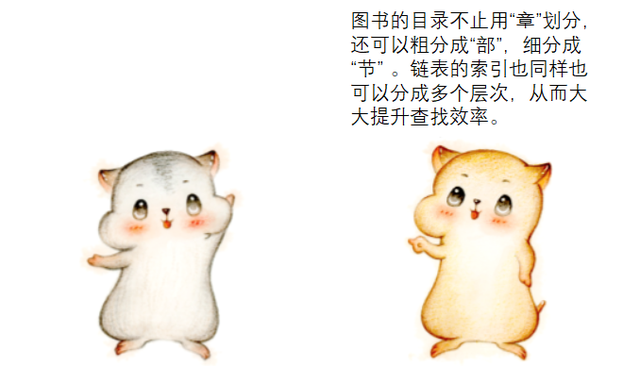 图书的目录不止用“章”划分，
还可以粗分成“部”，细分成
“节” 。链表的索引也同样也
可以分成多个层次，从而大
大提升查找效率。